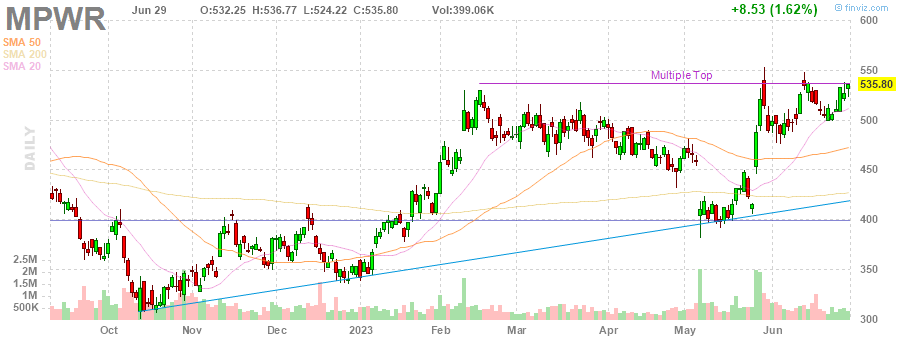 MPWR Jun 29 O:532.25 H:536.77 L:524.22 C:535.80 Vol:399.06K +8.53 (1.62%) finviz.com
SMA 50
SMA 200
SMA 20
Multiple Top
600
550
535.80
500
450
400
350
300
DAILY
2.5M
2M
1.5M
1M
500K
Oct Nov Dec 2023 Feb Mar Apr May Jun